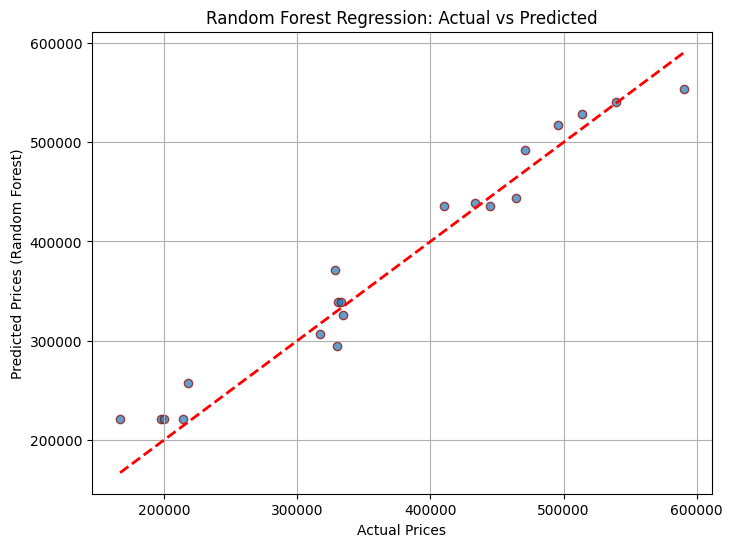 Random Forest Regression: Actual vs Predicted
600000
500000
400000
300000
200000
Predicted Prices (Random Forest)
200000 300000 400000 500000 600000
Actual Prices